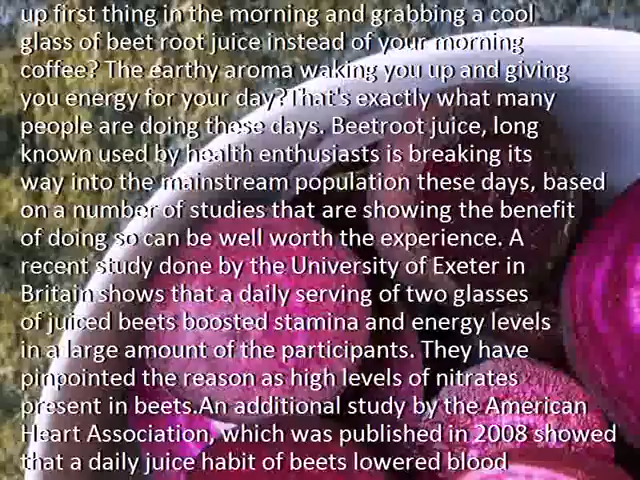 up first thing in the morning and grabbing a cool
glass of beet root juice instead of your morning
coffee? The earthy aroma waking you up and giving
you energy for your day?That's exactly what many
people are doing these days. Beetroot juice, long
known used by health enthusiasts is breaking its
way into the mainstream population these days, based
on a number of studies that are showing the benefit
of doing so can be well worth the experience. A
recent study done by the University of Exeter in
Britain shows that a daily serving of two glasses
of juiced beets boosted stamina and energy levels
in a large amount of the participants. They have
pinpointed the reason as high levels of nitrates
present in beets.An additional study by the American
Heart Association, which was published in 2008 showed
that a daily juice habit of beets lowered blood